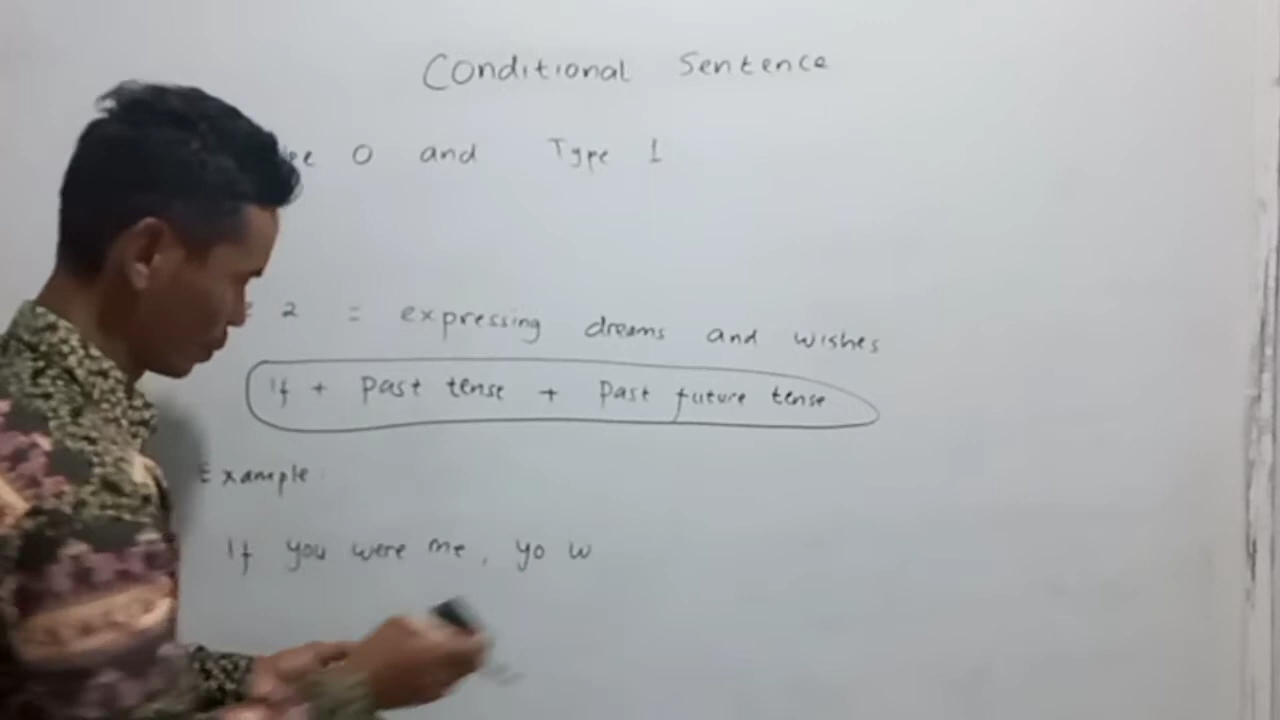 Conditional Sentence
0 and Type 1
2 = expressing dreams and wishes
If + Past tense + Past future tense
Example :
If you were me, yo w